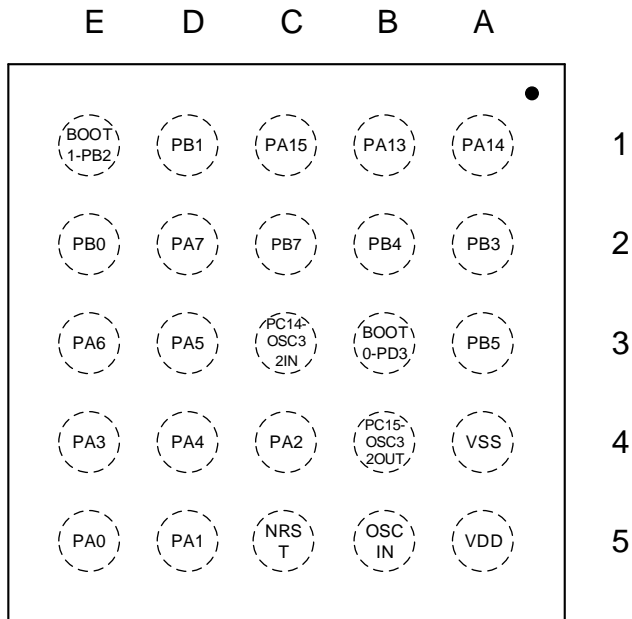 E D C B A
BOOT
1-PB2
PB1
PA15
PA13
PA14
1
PB0
PA7
PB7
PB4
PB3
2
PA6
PA5
PC14-
OSC3
2IN
BOOT
0-PD3
PB5
3
PA3
PA4
PA2
PC15-
OSC3
2OUT
VSS
4
PA0
PA1
NRS
T
OSC
IN
VDD
5